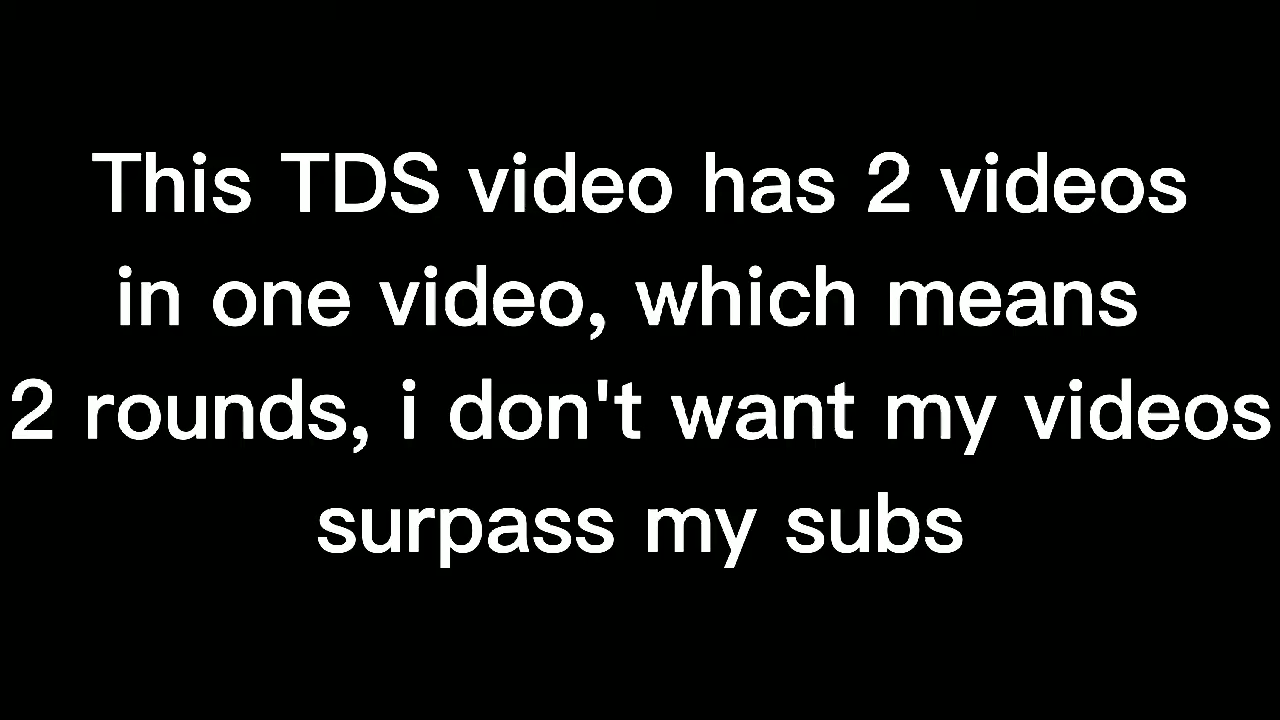 This TDS video has 2 videos
in one video, which means
2 rounds, i don't want my videos
surpass my subs